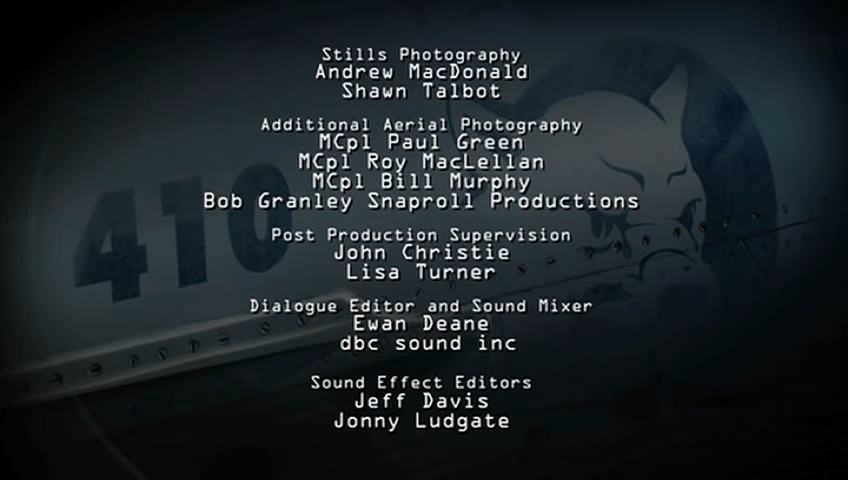 Stills Photography
Andrew MacDonald
Shawn Talbot
Additional Aerial Photography
MCpl Paul Green
MCpl Roy MacLellan
MCpl Bill Murphy
Bob Granley Snaproll Productions
Post Production Supervision
John Christie
Lisa Turner
Dialogue Editor and Sound Mixer
Ewan Deane
dbc sound inc
Sound Effect Editors
Jeff Davis
Jonny Ludgate
410